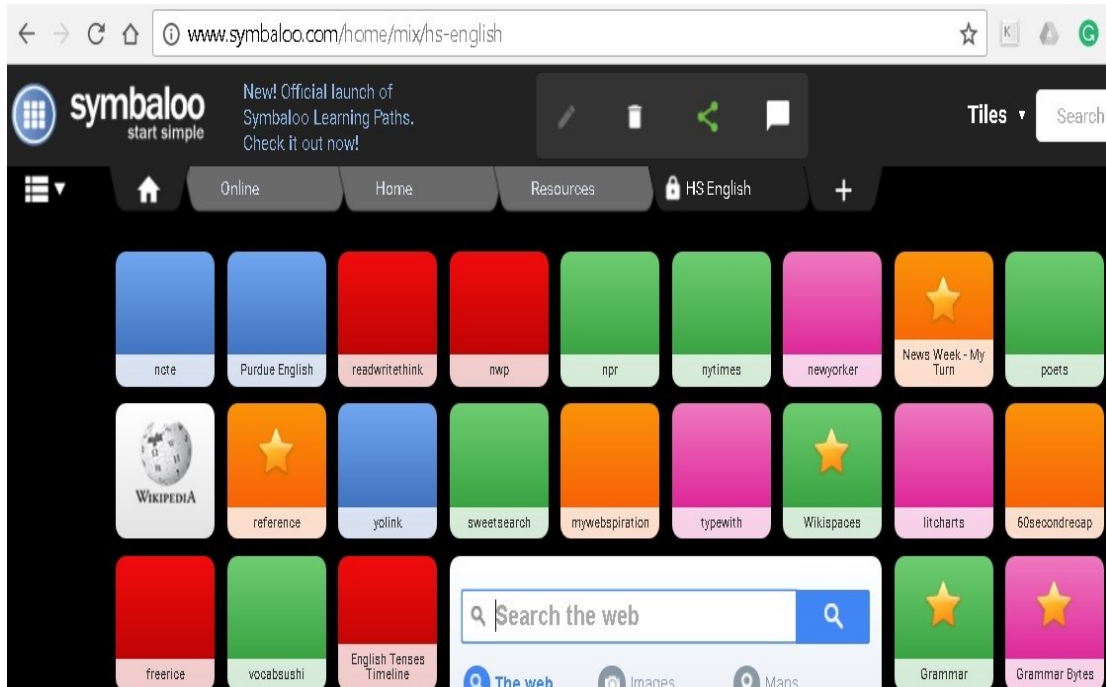 www.symbaloo.com/home/mix/hs-english
K
G
symbaloo
start simple
New! Official launch of
Symbaloo Learning Paths.
Check it out now!
Tiles
Search
Online
Home
Resources
HS English
+
note
Purdue English
readwritethink
nwp
npr
nytimes
newyorker
News Week - My
Turn
poets
WIKIPEDIA
reference
yolink
sweetsearch
mywebspiration
typewith
Wikispaces
litcharts
60secondrecap
freerice
vocabsushi
English Tenses
Timeline
Search the web
The web
Images
Maps
Grammar
Grammar Bytes